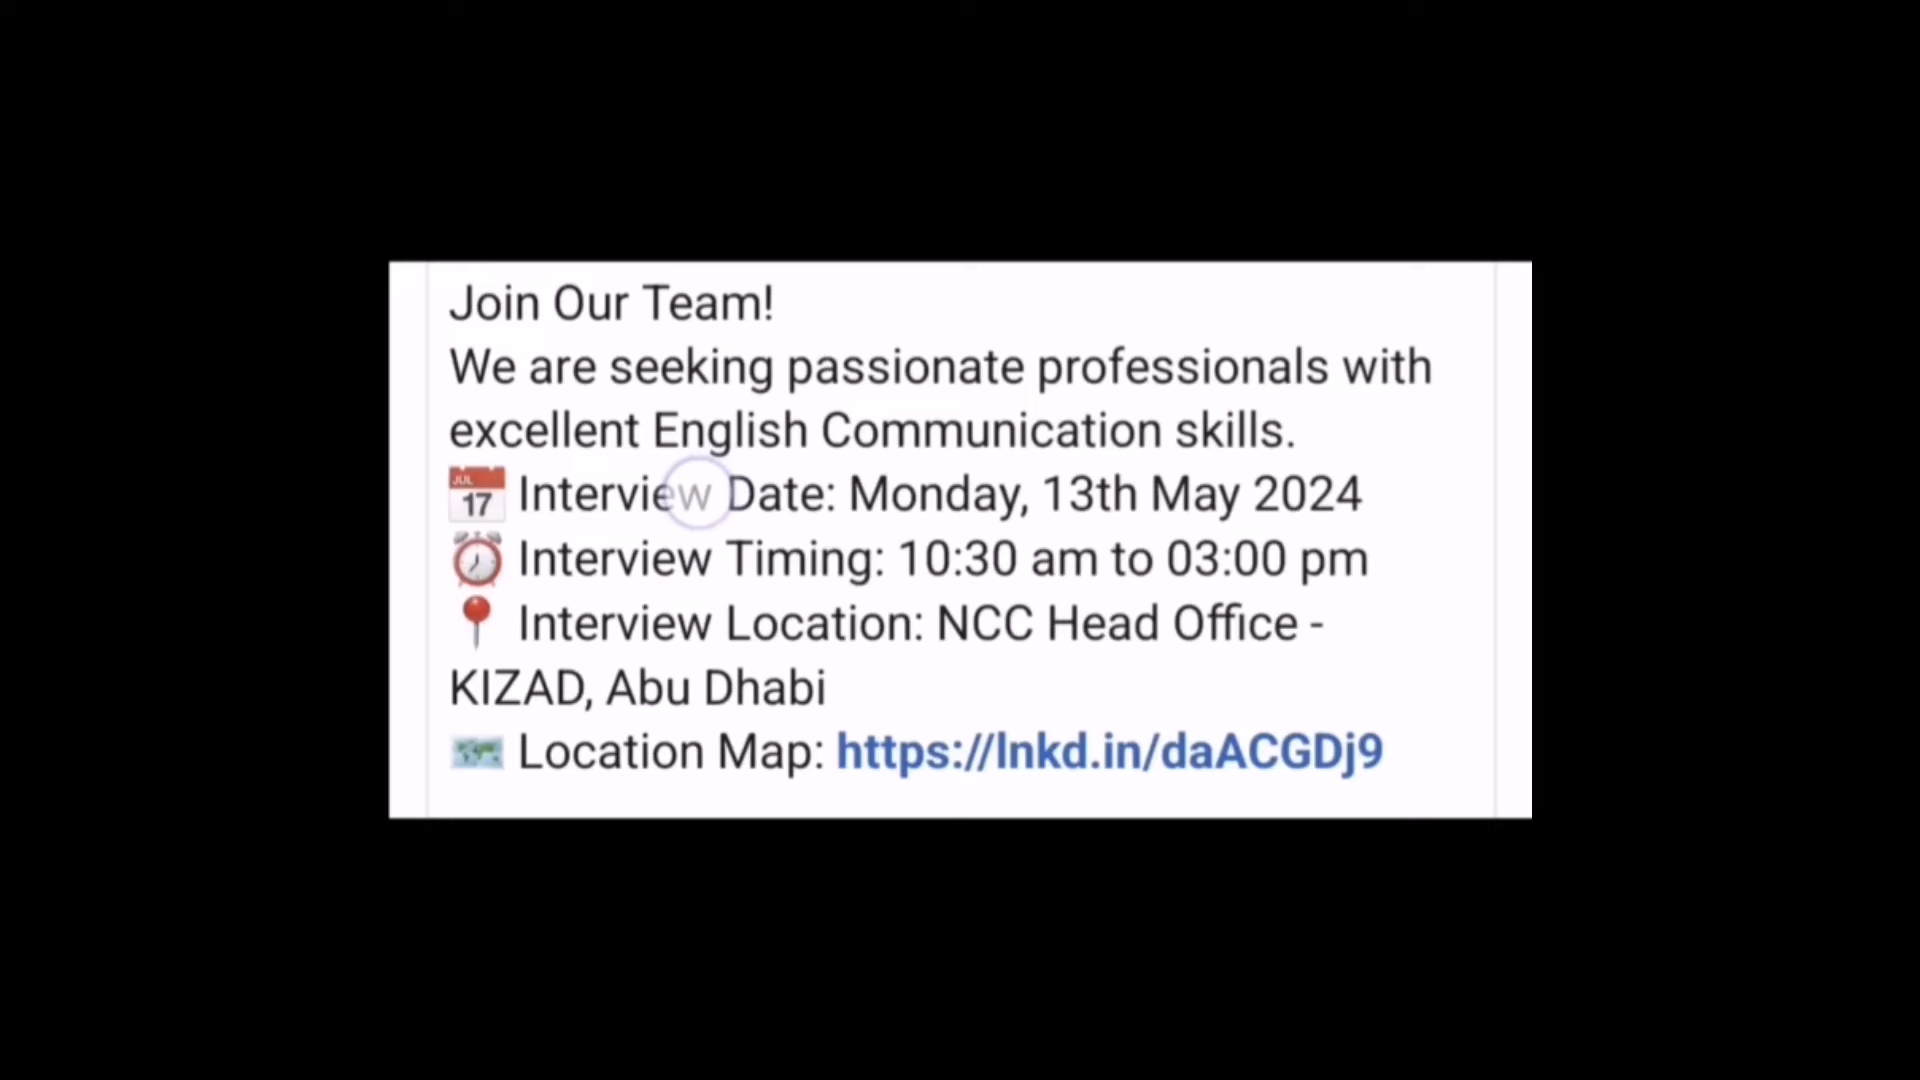 Join Our Team!
We are seeking passionate professionals with
excellent English Communication skills.
📅 Interview Date: Monday, 13th May 2024
⏰ Interview Timing: 10:30 am to 03:00 pm
📍 Interview Location: NCC Head Office -
KIZAD, Abu Dhabi
🗺️ Location Map: https://lnkd.in/daACGDj9